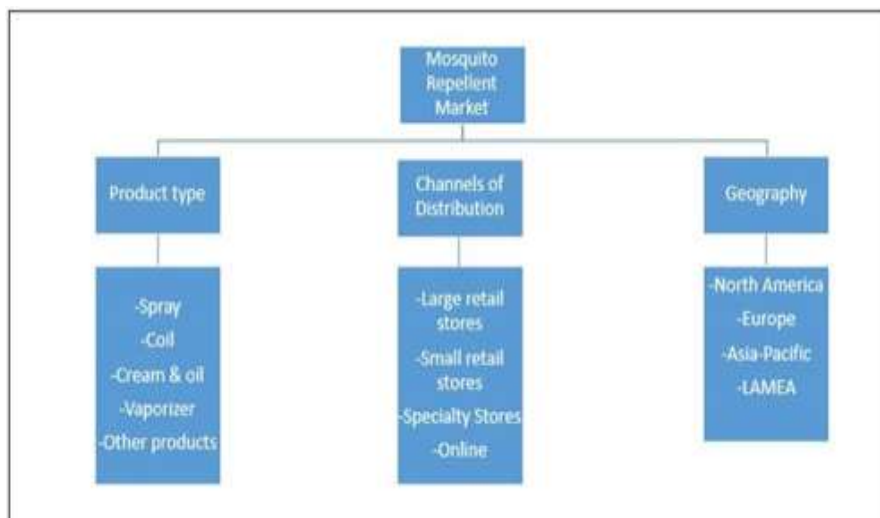 Mosquito
Repellent
Market
Product type
Channels of
Distribution
Geography
-Spray
-Coil
-Cream & oil
-Vaporizer
-Other products
-Large retail
stores
-Small retail
stores
-Specialty Stores
-Online
-North America
-Europe
-Asia-Pacific
-LAMEA